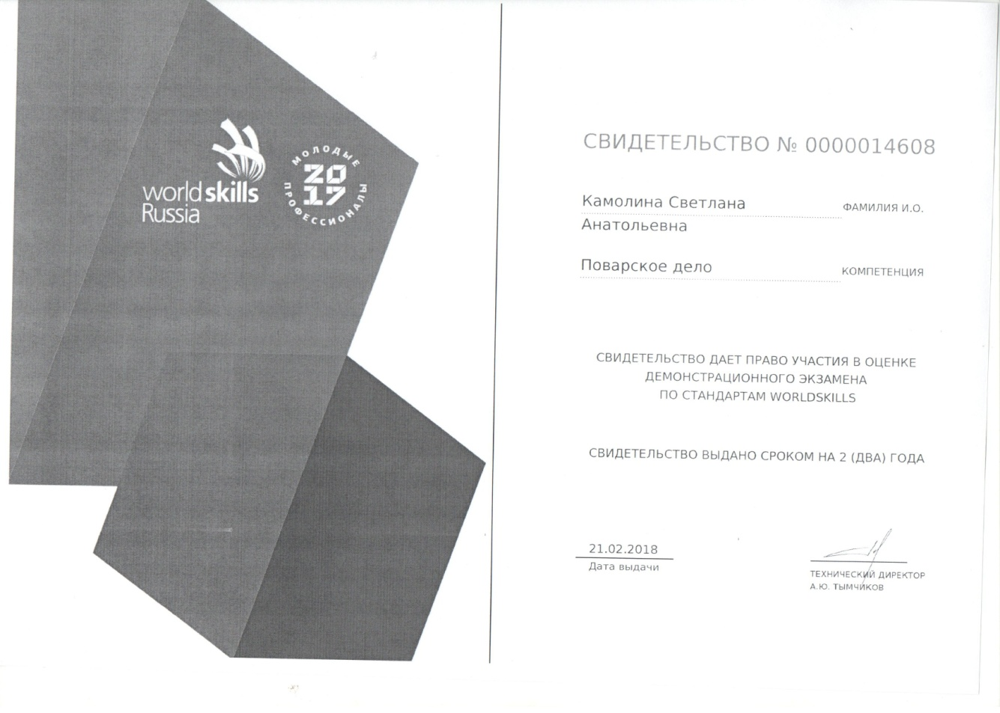 world skills
Russia
МОЛОДЫЕ
2017
ПРОФЕССИОНАЛЫ
СВИДЕТЕЛЬСТВО № 0000014608
Камолина Светлана
ФАМИЛИЯ И.О.
Анатольевна
Поварское дело
КОМПЕТЕНЦИЯ
СВИДЕТЕЛЬСТВО ДАЕТ ПРАВО УЧАСТИЯ В ОЦЕНКЕ
ДЕМОНСТРАЦИОННОГО ЭКЗАМЕНА
ПО СТАНДАРТАМ WORLDSKILLS
СВИДЕТЕЛЬСТВО ВЫДАНО СРОКОМ НА 2 (ДВА) ГОДА
21.02.2018
Дата выдачи
ТЕХНИЧЕСКИЙ ДИРЕКТОР
А.Ю. ТЫМЧИКОВ